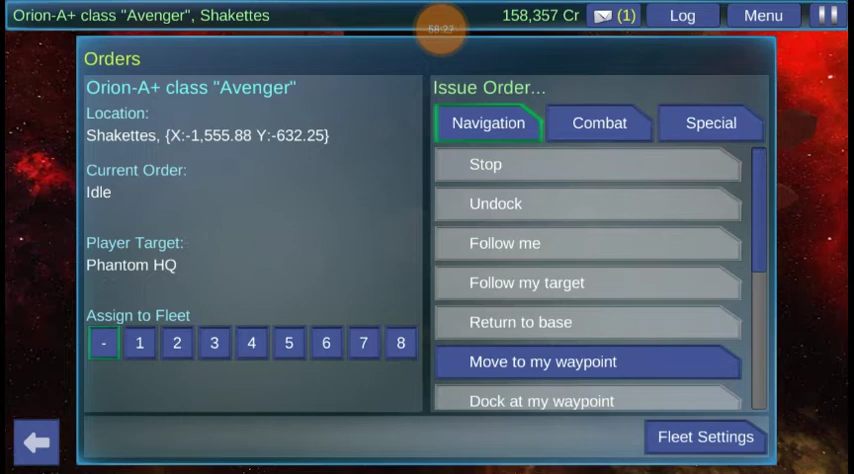 Orion-A+ class "Avenger", Shakettes
158,357 Cr
(1)
Log
Menu
58:23
Orders
Orion-A+ class "Avenger"
Location:
Shakettes, {X:-1,555.88 Y:-632.25}
Current Order:
Idle
Player Target:
Phantom HQ
Assign to Fleet
- 1 2 3 4 5 6 7 8
Issue Order...
Navigation
Combat
Special
Stop
Undock
Follow me
Follow my target
Return to base
Move to my waypoint
Dock at my waypoint
Fleet Settings